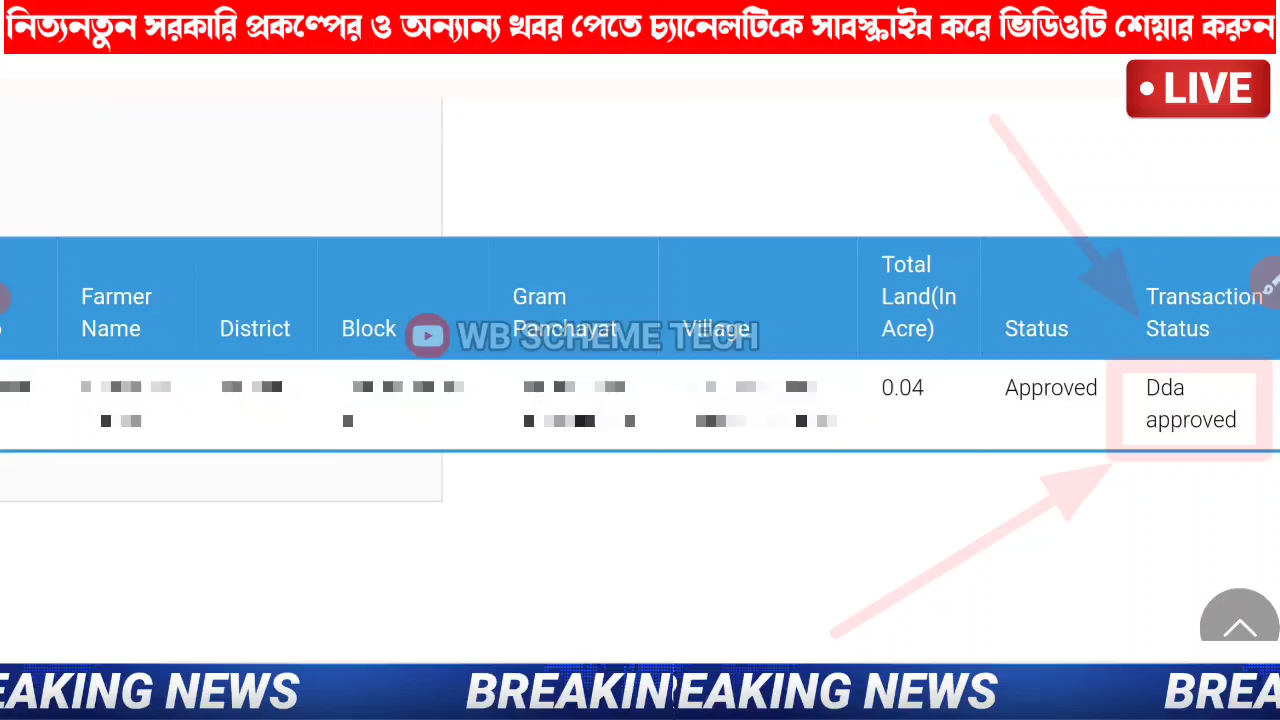 নিত্যনতুন সরকারি প্রকল্পের ও অন্যান্য খবর পেতে চ্যানেলটিকে সাবস্ক্রাইব করে ভিডিওটি শেয়ার করুন
LIVE
Farmer Name
District
Block
Gram Panchayat
Village
Total Land(In Acre)
Status
Transaction Status
WB SCHEME TECH
0.04
Approved
Dda approved
EAKING NEWS BREAKIN EAKING NEWS BREA